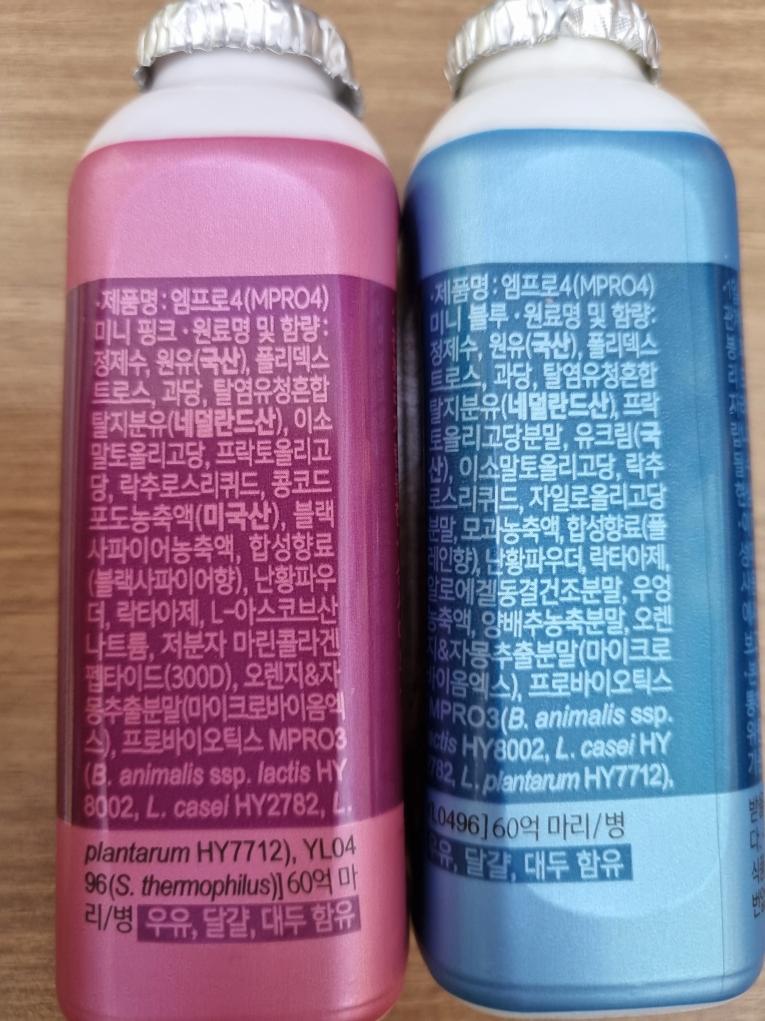 ·제품명 : 엠프로4(MPRO4)
미니 핑크 · 원료명 및 함량:
정제수, 원유(국산), 폴리덱스
트로스, 과당, 탈염유청혼합
탈지분유(네덜란드산), 이소
말토올리고당, 프락토올리고
당, 락추로스리퀴드, 콩코드
포도농축액(미국산), 블랙
사파이어농축액, 합성향료
(블랙사파이어향), 난황파우
더, 락타아제, L-아스코브산
나트륨, 저분자 마린콜라겐
펩타이드(300D), 오렌지&자
몽추출분말(마이크로바이옴엑
스), 프로바이오틱스 MPRO3
(B. animalis ssp. lactis HY
8002, L. casei HY2782, L.
plantarum HY7712), YL04
96(S. thermophilus)] 60억 마
리/병 우유, 달걀, 대두 함유
·제품명 : 엠프로4(MPRO4)
미니 블루 · 원료명 및 함량:
정제수, 원유(국산), 폴리덱스
트로스, 과당, 탈염유청혼합
탈지분유(네덜란드산), 프락
토올리고당분말, 유크림(국
산), 이소말토올리고당, 락추
로스리퀴드, 자일로올리고당
분말, 모과농축액, 합성향료(플
레인향), 난황파우더, 락타아제,
알로에겔동결건조분말, 우엉
농축액, 양배추농축분말, 오렌
지&자몽추출분말(마이크로
바이옴엑스), 프로바이오틱스
MPRO3(B. animalis ssp.
lactis HY8002, L. casei HY
2782, L. plantarum HY7712),
YL0496] 60억 마리/병
우유, 달걀, 대두 함유